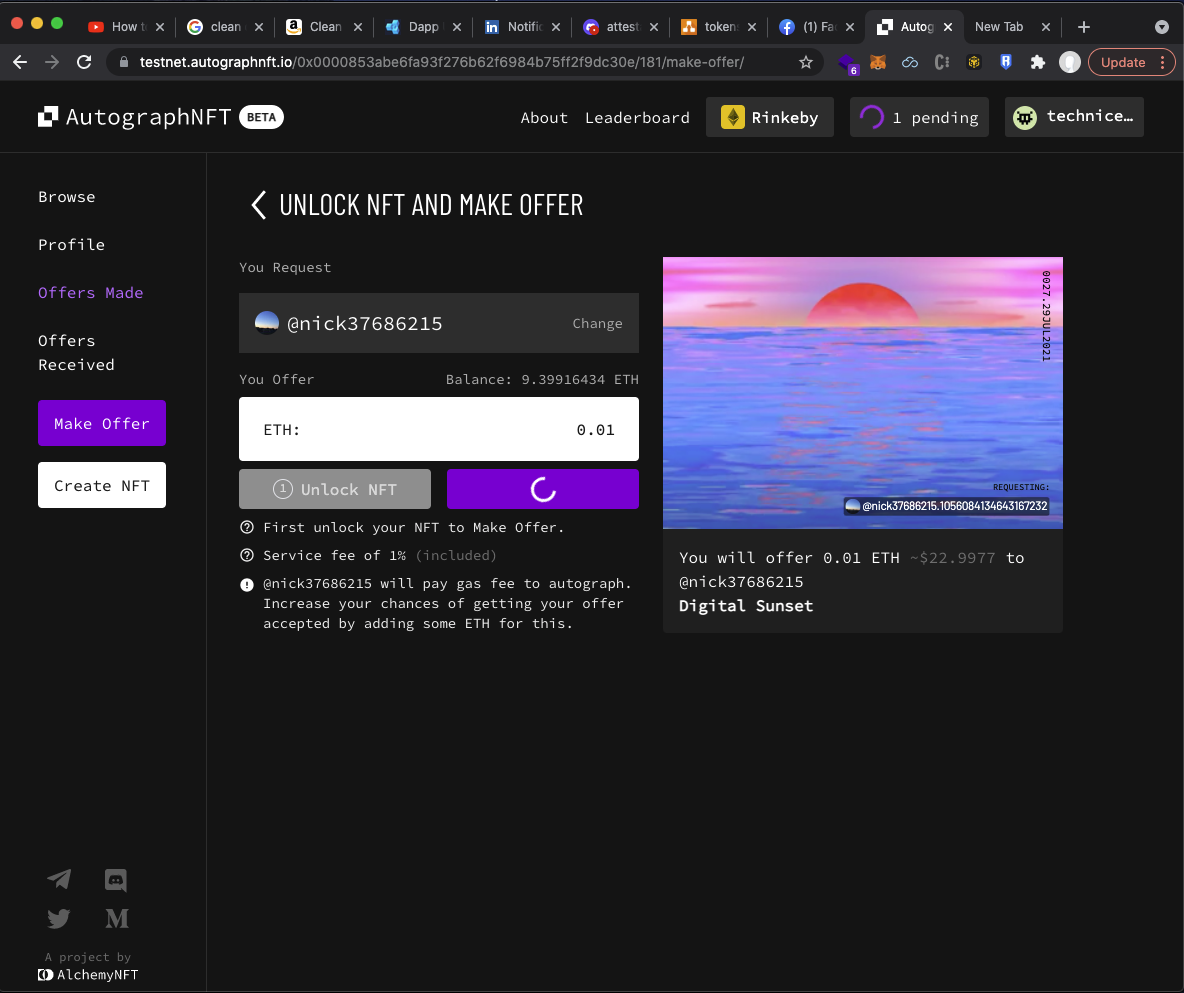 How t
clean
Clean
Dapp
Notific
attest
token
(1) Fac
Autog
New Tab
testnet.autographnft.io/0x0000853abe6fa93f276b62f6984b75ff2f9dc30e/181/make-offer/
6
Update
AutographNFT BETA
About
Leaderboard
Rinkeby
1 pending
technice…
Browse
Profile
Offers Made
Offers
Received
Make Offer
Create NFT
UNLOCK NFT AND MAKE OFFER
You Request
@nick37686215
Change
You Offer
Balance: 9.39916434 ETH
ETH:
0.01
1 Unlock NFT
First unlock your NFT to Make Offer.
Service fee of 1% (included)
@nick37686215 will pay gas fee to autograph.
Increase your chances of getting your offer
accepted by adding some ETH for this.
0027.29JUL2021
REQUESTING:
@nick37686215.1056084134643167232
You will offer 0.01 ETH ~$22.9977 to
@nick37686215
Digital Sunset
A project by
AlchemyNFT